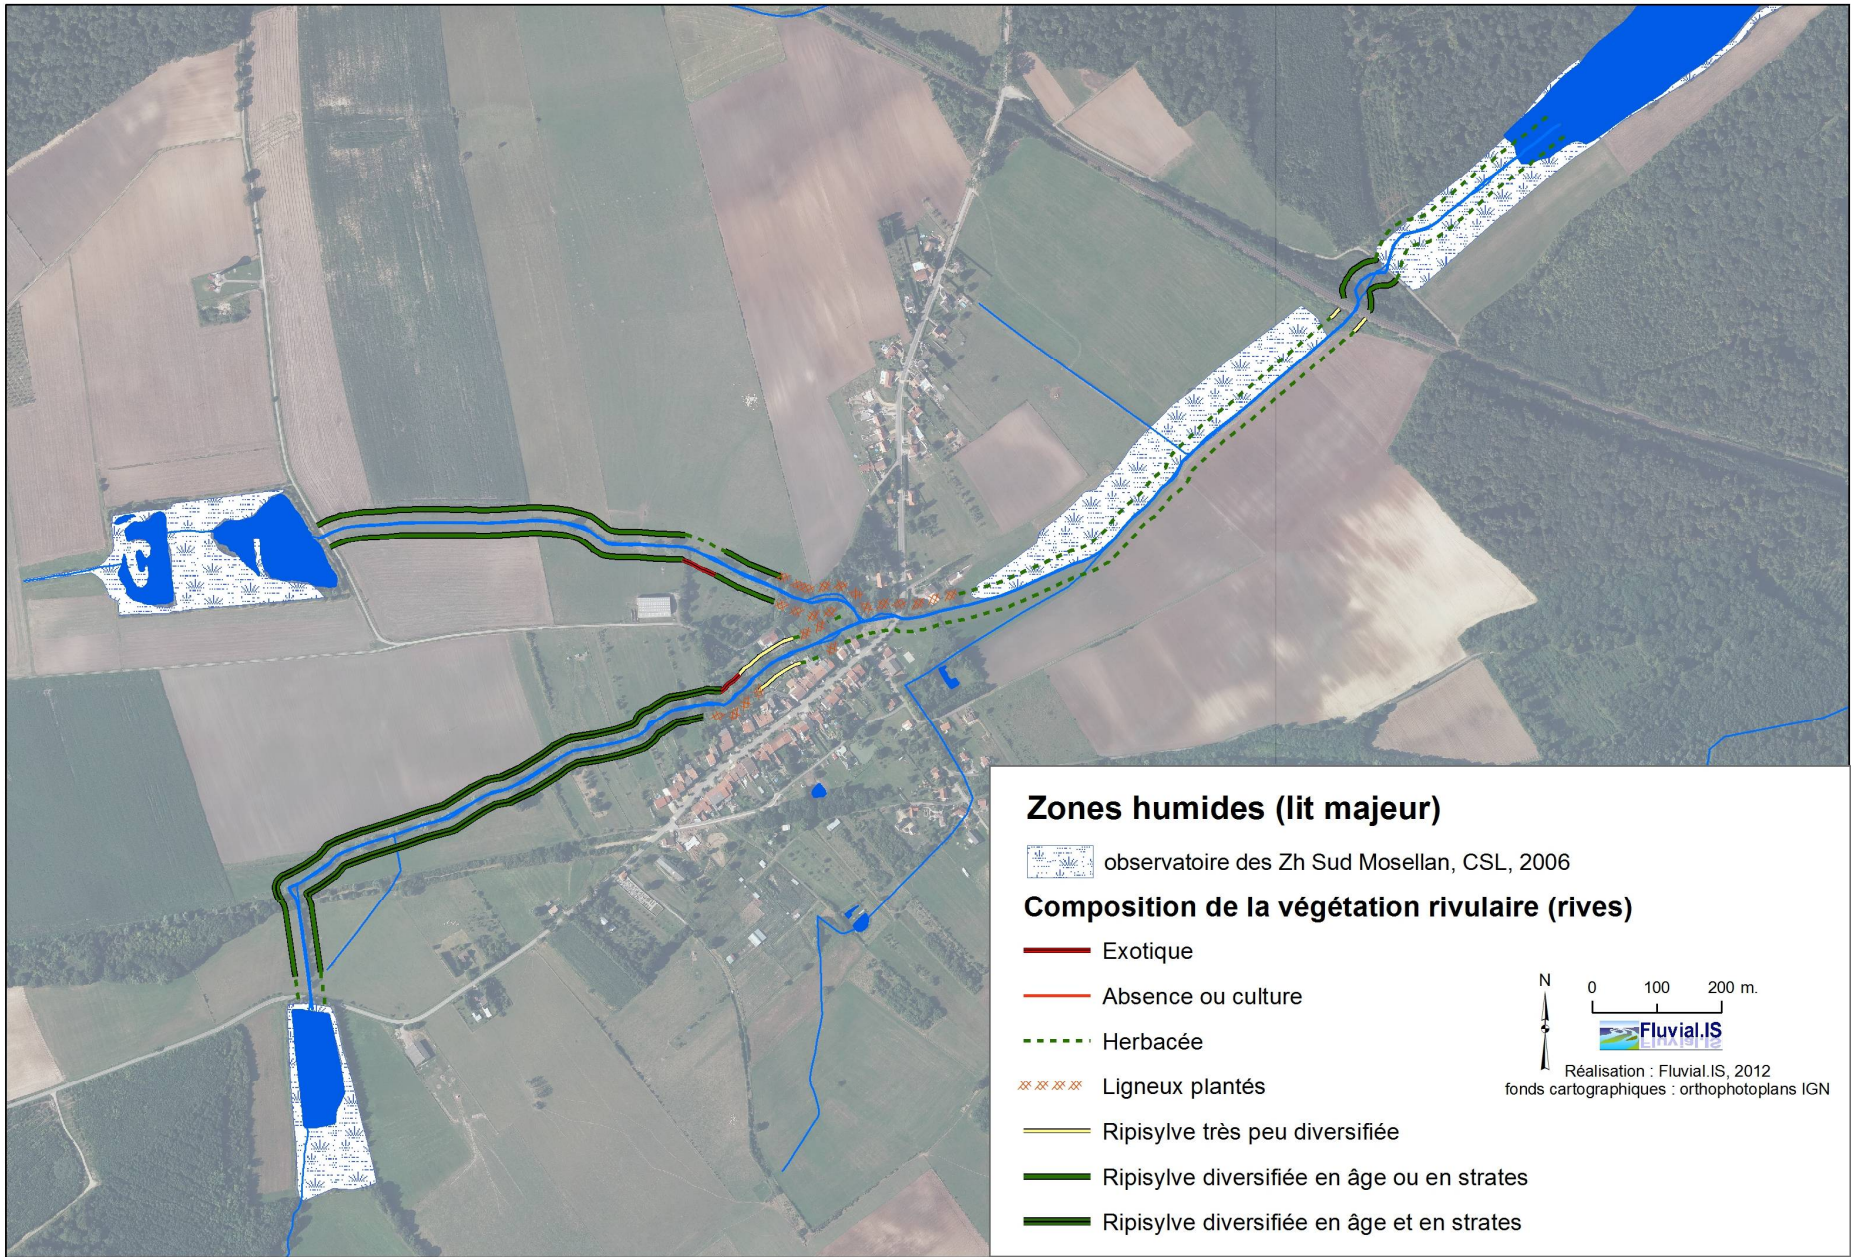 Zones humides (lit majeur)
observatoire des Zh Sud Mosellan, CSL, 2006
Composition de la végétation rivulaire (rives)
Exotique
Absence ou culture
Herbacée
Ligneux plantés
Ripisylve très peu diversifiée
Ripisylve diversifiée en âge ou en strates
Ripisylve diversifiée en âge et en strates
N
0 100 200 m.
Fluvial.IS
Réalisation : Fluvial.IS, 2012
fonds cartographiques : orthophotoplans IGN